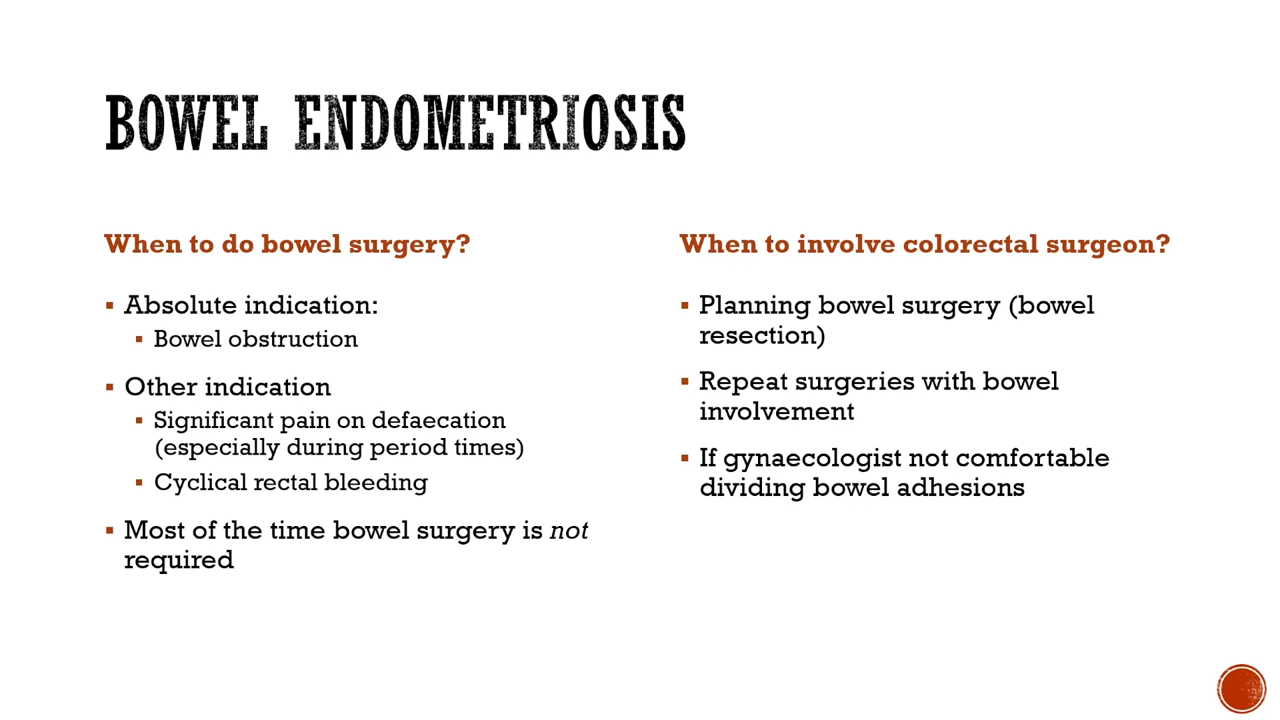 BOWEL ENDOMETRIOSIS
When to do bowel surgery?
▪ Absolute indication:
▪ Bowel obstruction
▪ Other indication
▪ Significant pain on defaecation
(especially during period times)
▪ Cyclical rectal bleeding
▪ Most of the time bowel surgery is not
required
When to involve colorectal surgeon?
▪ Planning bowel surgery (bowel
resection)
▪ Repeat surgeries with bowel
involvement
▪ If gynaecologist not comfortable
dividing bowel adhesions